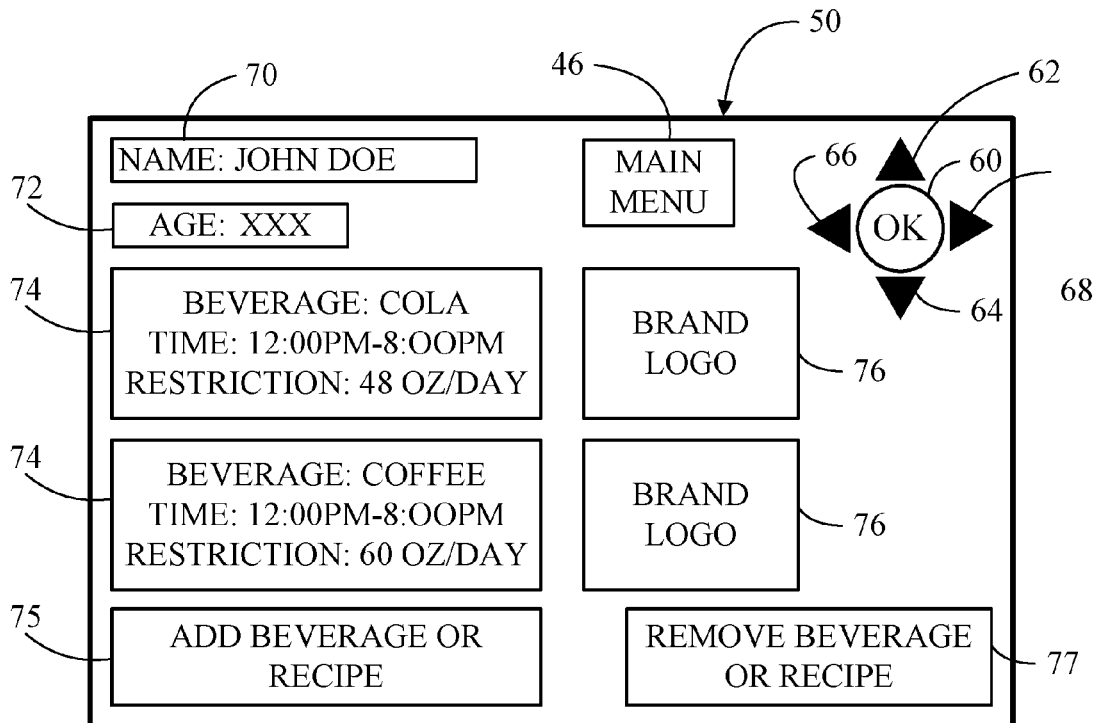 50
70
46
62
NAME: JOHN DOE
MAIN
MENU
66
60
72
AGE: XXX
OK
74
BEVERAGE: COLA
TIME: 12:00PM-8:OOPM
RESTRICTION: 48 OZ/DAY
BRAND
LOGO
64
68
76
74
BEVERAGE: COFFEE
TIME: 12:00PM-8:OOPM
RESTRICTION: 60 OZ/DAY
BRAND
LOGO
76
75
ADD BEVERAGE OR
RECIPE
REMOVE BEVERAGE
OR RECIPE
77